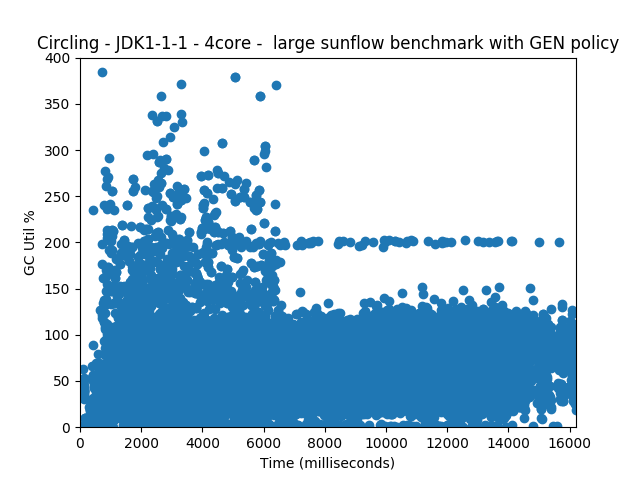 Circling - JDK1-1-1 - 4core -  large sunflow benchmark with GEN policy
400
350
300
250
200
150
100
50
0
GC Util %
0 2000 4000 6000 8000 10000 12000 14000 16000
Time (milliseconds)